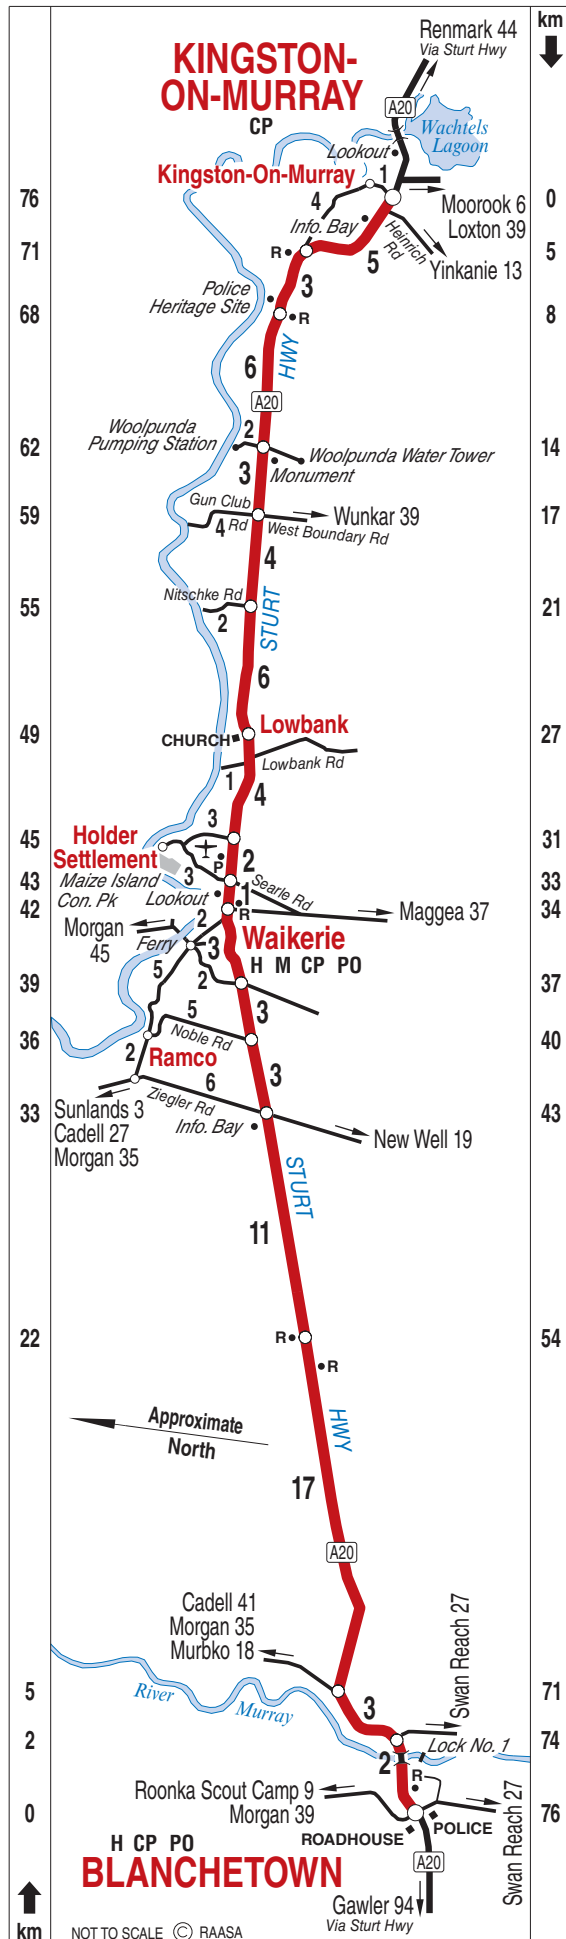 km
Renmark 44
Via Sturt Hwy
KINGSTON-
ON-MURRAY
CP
A20
Wachtels
Lagoon
Lookout
Kingston-On-Murray
1
4
76
0
Moorook 6
Loxton 39
Info. Bay
Heinrich
Rd
71
R
5
5
Yinkanie 13
Police
Heritage Site
3
68
R
8
HWY
6
A20
Woolpunda
Pumping Station
2
62
Woolpunda Water Tower
14
3
Monument
Gun Club
Rd
59
4
Wunkar 39
West Boundary Rd
17
4
Nitschke Rd
55
2
21
STURT
6
49
CHURCH
Lowbank
27
Lowbank Rd
1
4
45
3
31
Holder
Settlement
P
2
43
3
33
Maize Island
Con. Pk
Searle Rd
Lookout
1
42
R
34
Maggea 37
Morgan
45
2
Ferry
3
Waikerie
H M CP PO
5
2
39
37
3
5
36
Noble Rd
40
2
Ramco
3
6
33
Ziegler Rd
43
Sunlands 3
Cadell 27
Morgan 35
Info. Bay
New Well 19
STURT
11
22
R
54
R
HWY
Approximate
North
17
A20
Cadell 41
Morgan 35
Murbko 18
Swan Reach 27
5
71
River Murray
3
2
74
Lock No. 1
2
R
Roonka Scout Camp 9
Morgan 39
0
76
Swan Reach 27
POLICE
ROADHOUSE
H CP PO
BLANCHETOWN
A20
Gawler 94
Via Sturt Hwy
km
NOT TO SCALE © RAASA